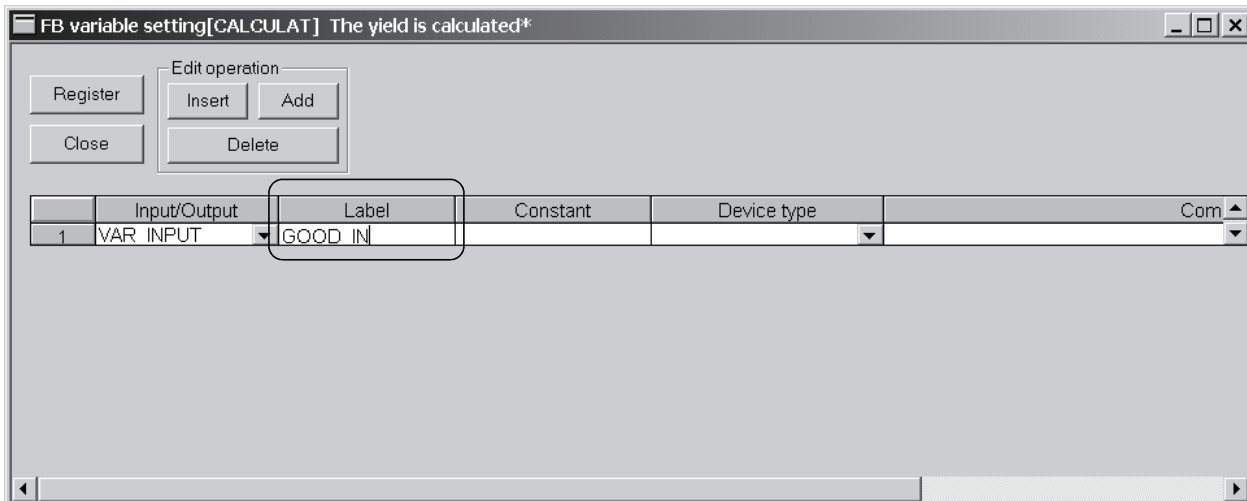 FB variable setting[CALCULAT] The yield is calculated*
Edit operation
Register
Insert
Add
Close
Delete
Input/Output
Label
Constant
Device type
Com
1
VAR_INPUT
GOOD_IN